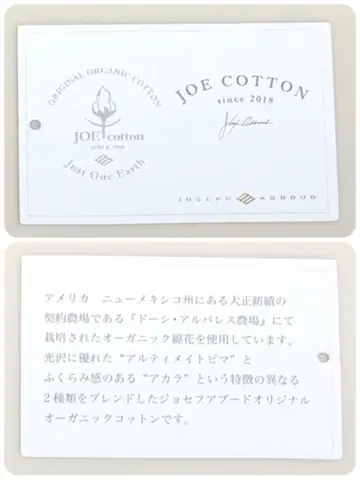 ORIGINAL ORGANIC COTTON
JOE cotton
SINCE 2018
Just One Earth
JOE COTTON
since 2018
JOSEPH ABBOUD
アメリカ　ニューメキシコ州にある大正紡績の
契約農場である『ドーシ・アルバレス農場』にて
栽培されたオーガニック綿花を使用しています。
光沢に優れた“アルティメイトピマ”と
ふくらみ感のある“アカラ”という特徴の異なる
2種類をブレンドしたジョセフアブードオリジナル
オーガニックコットンです。